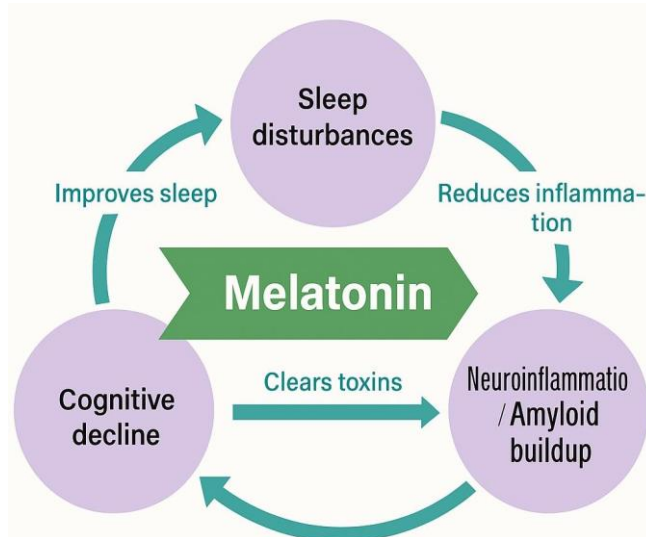 Sleep
disturbances
Improves sleep
Reduces inflamma-
tion
Melatonin
Cognitive
decline
Clears toxins
Neuroinflammatio
/ Amyloid
buildup